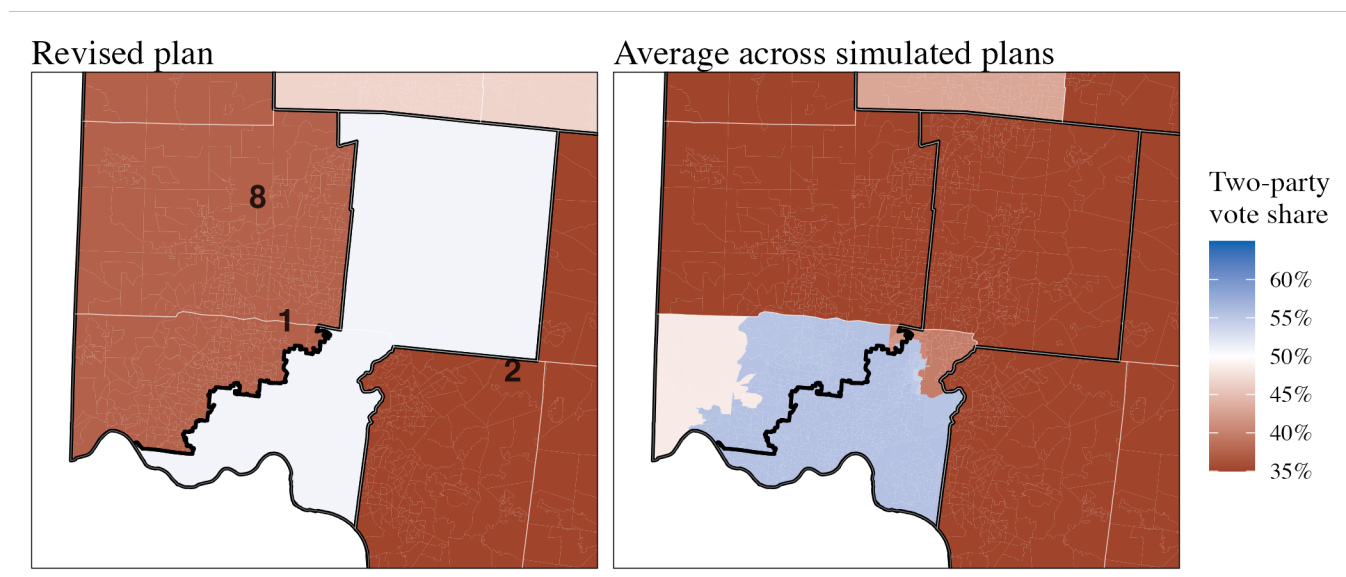 Revised plan
8
1
2
Average across simulated plans
Two-party
vote share
60%
55%
50%
45%
40%
35%